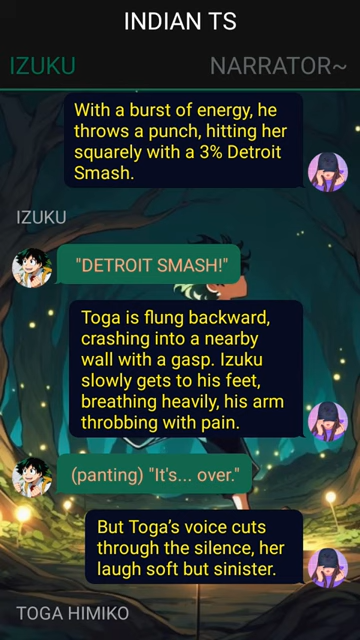 INDIAN TS
IZUKU
NARRATOR~
With a burst of energy, he
throws a punch, hitting her
squarely with a 3% Detroit
Smash.
IZUKU
"DETROIT SMASH!"
Toga is flung backward,
crashing into a nearby
wall with a gasp. Izuku
slowly gets to his feet,
breathing heavily, his arm
throbbing with pain.
(panting) "It's... over."
But Toga’s voice cuts
through the silence, her
laugh soft but sinister.
TOGA HIMIKO